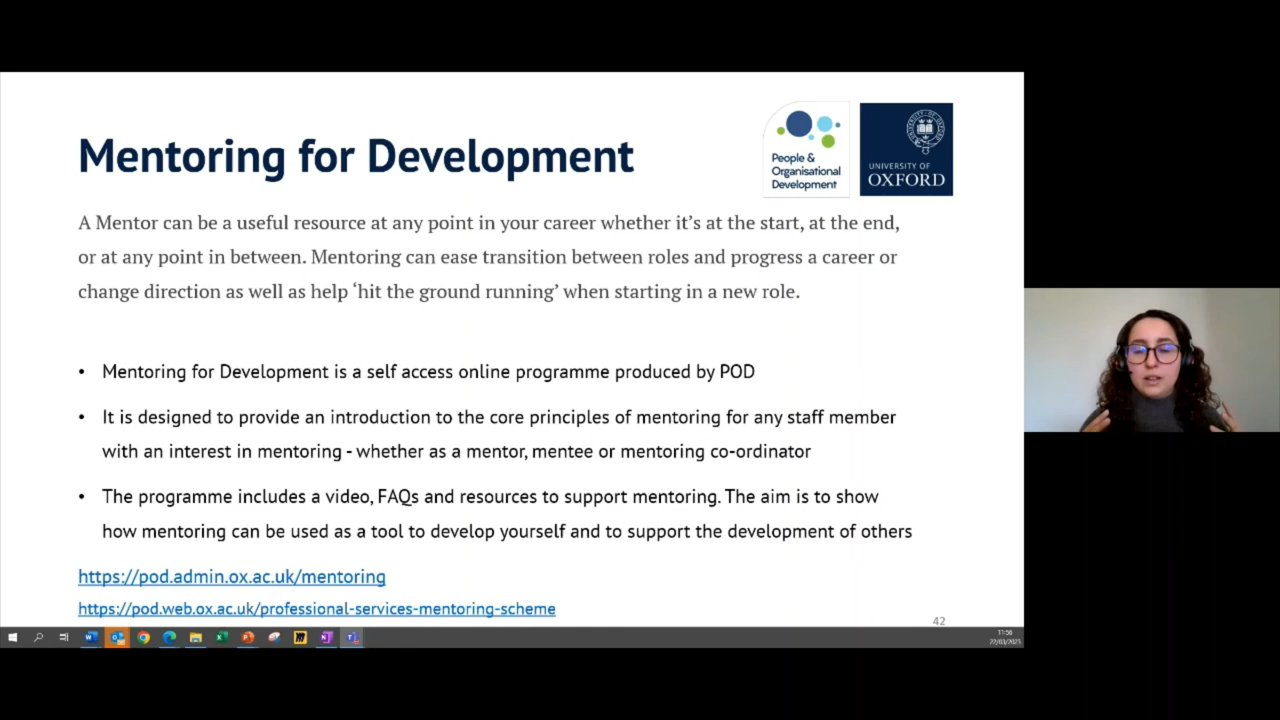 Mentoring for Development
People &
Organisational
Development
UNIVERSITY OF
OXFORD
A Mentor can be a useful resource at any point in your career whether it's at the start, at the end,
or at any point in between. Mentoring can ease transition between roles and progress a career or
change direction as well as help ‘hit the ground running’ when starting in a new role.
• Mentoring for Development is a self access online programme produced by POD
• It is designed to provide an introduction to the core principles of mentoring for any staff member
with an interest in mentoring - whether as a mentor, mentee or mentoring co-ordinator
• The programme includes a video, FAQs and resources to support mentoring. The aim is to show
how mentoring can be used as a tool to develop yourself and to support the development of others
https://pod.admin.ox.ac.uk/mentoring
https://pod.web.ox.ac.uk/professional-services-mentoring-scheme
42